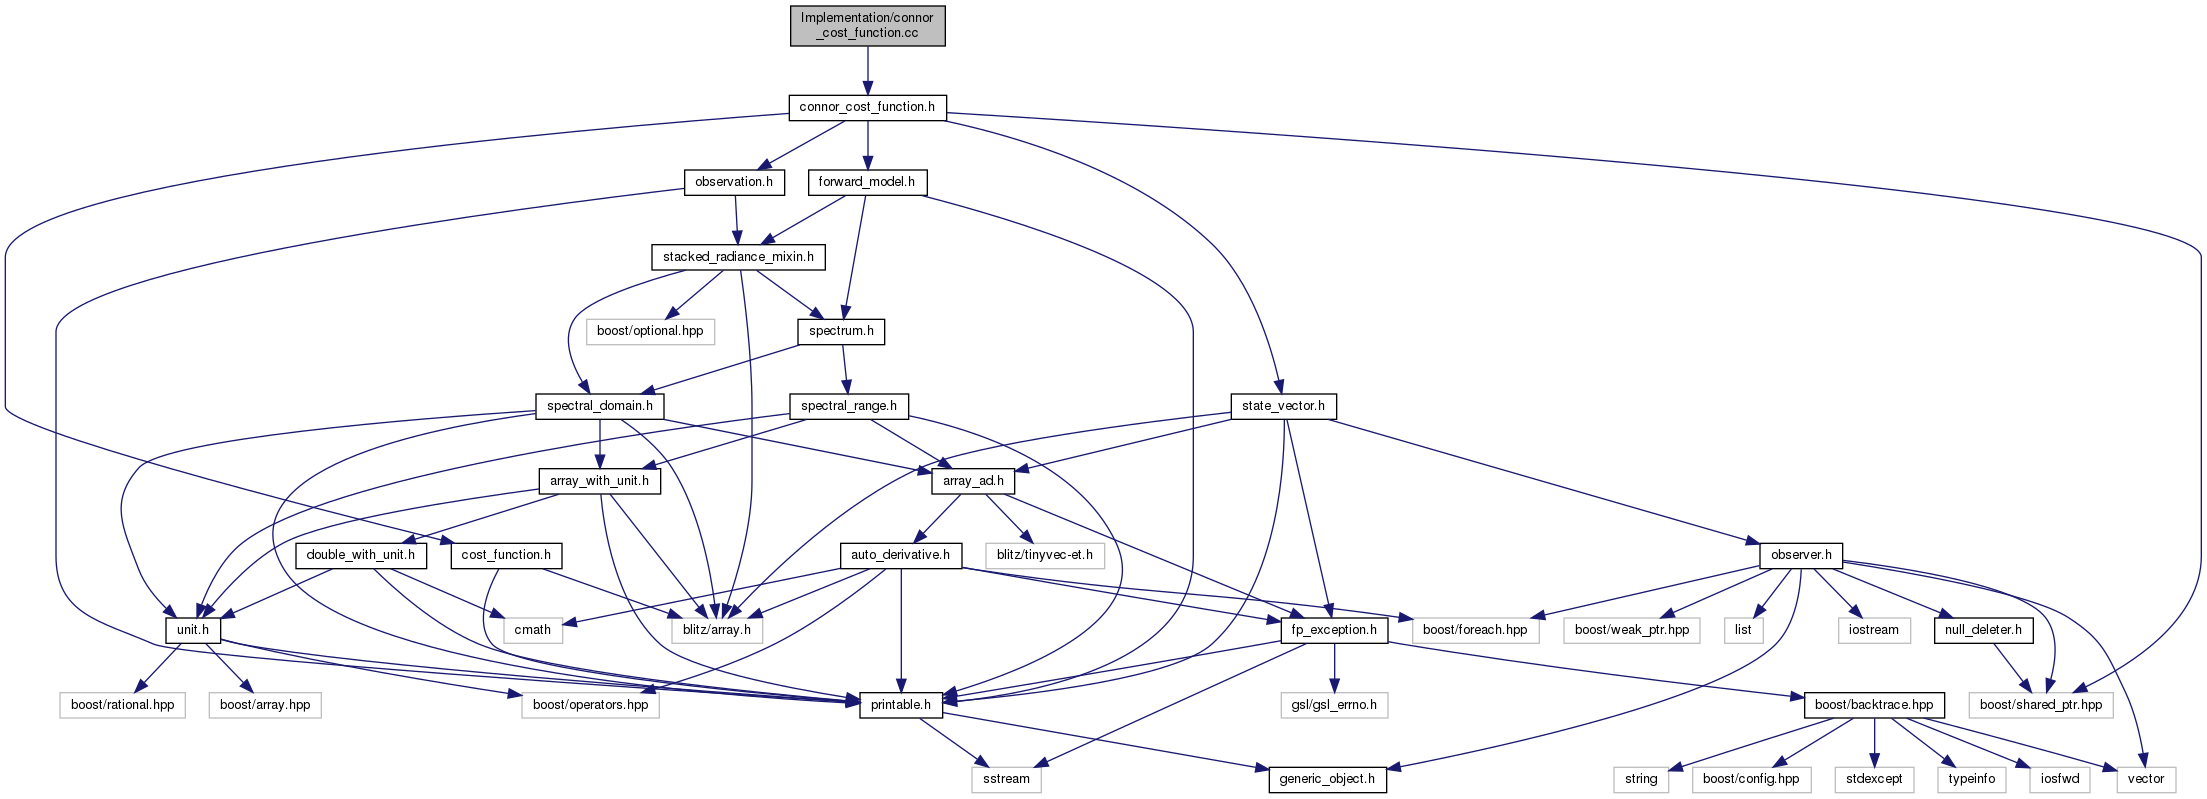 Implementation/connor
_cost_function.cc
connor_cost_function.h
observation.h
forward_model.h
stacked_radiance_mixin.h
boost/optional.hpp
spectrum.h
spectral_domain.h
spectral_range.h
state_vector.h
array_with_unit.h
array_ad.h
double_with_unit.h
cost_function.h
auto_derivative.h
blitz/tinyvec-et.h
observer.h
unit.h
cmath
blitz/array.h
fp_exception.h
boost/foreach.hpp
boost/weak_ptr.hpp
list
iostream
null_deleter.h
boost/rational.hpp
boost/array.hpp
boost/operators.hpp
printable.h
gsl/gsl_errno.h
boost/backtrace.hpp
boost/shared_ptr.hpp
sstream
generic_object.h
string
boost/config.hpp
stdexcept
typeinfo
iosfwd
vector